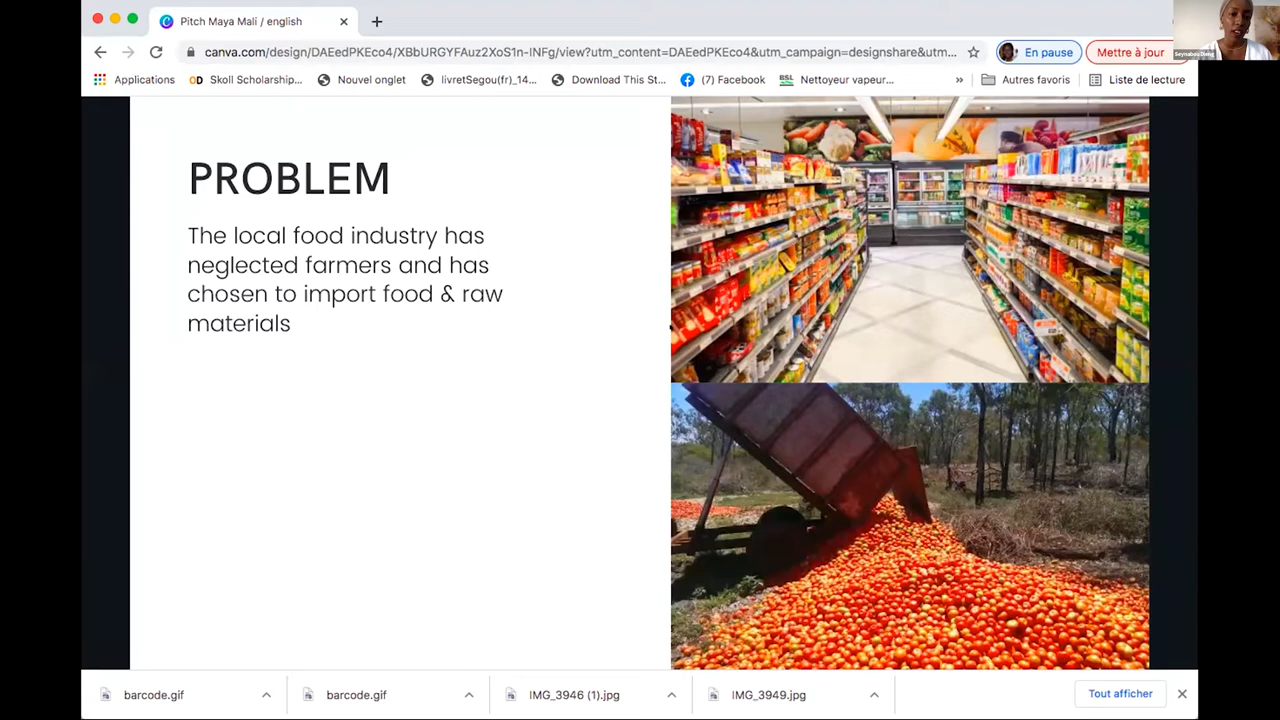 Pitch Maya Mali / english
canva.com/design/DAEedPKEco4/XBbURGYFAuz2XoS1n-INFg/view?utm_content=DAEedPKEco4&utm_campaign=designshare&utm...
En pause
Mettre à jour
Applications
OD Skoll Scholarship...
Nouvel onglet
livretSegou(fr)_14...
Download This St...
(7) Facebook
BSL Nettoyeur vapeur...
»
Autres favoris
Liste de lecture
PROBLEM
The local food industry has
neglected farmers and has
chosen to import food & raw
materials
barcode.gif
barcode.gif
IMG_3946 (1).jpg
IMG_3949.jpg
Tout afficher